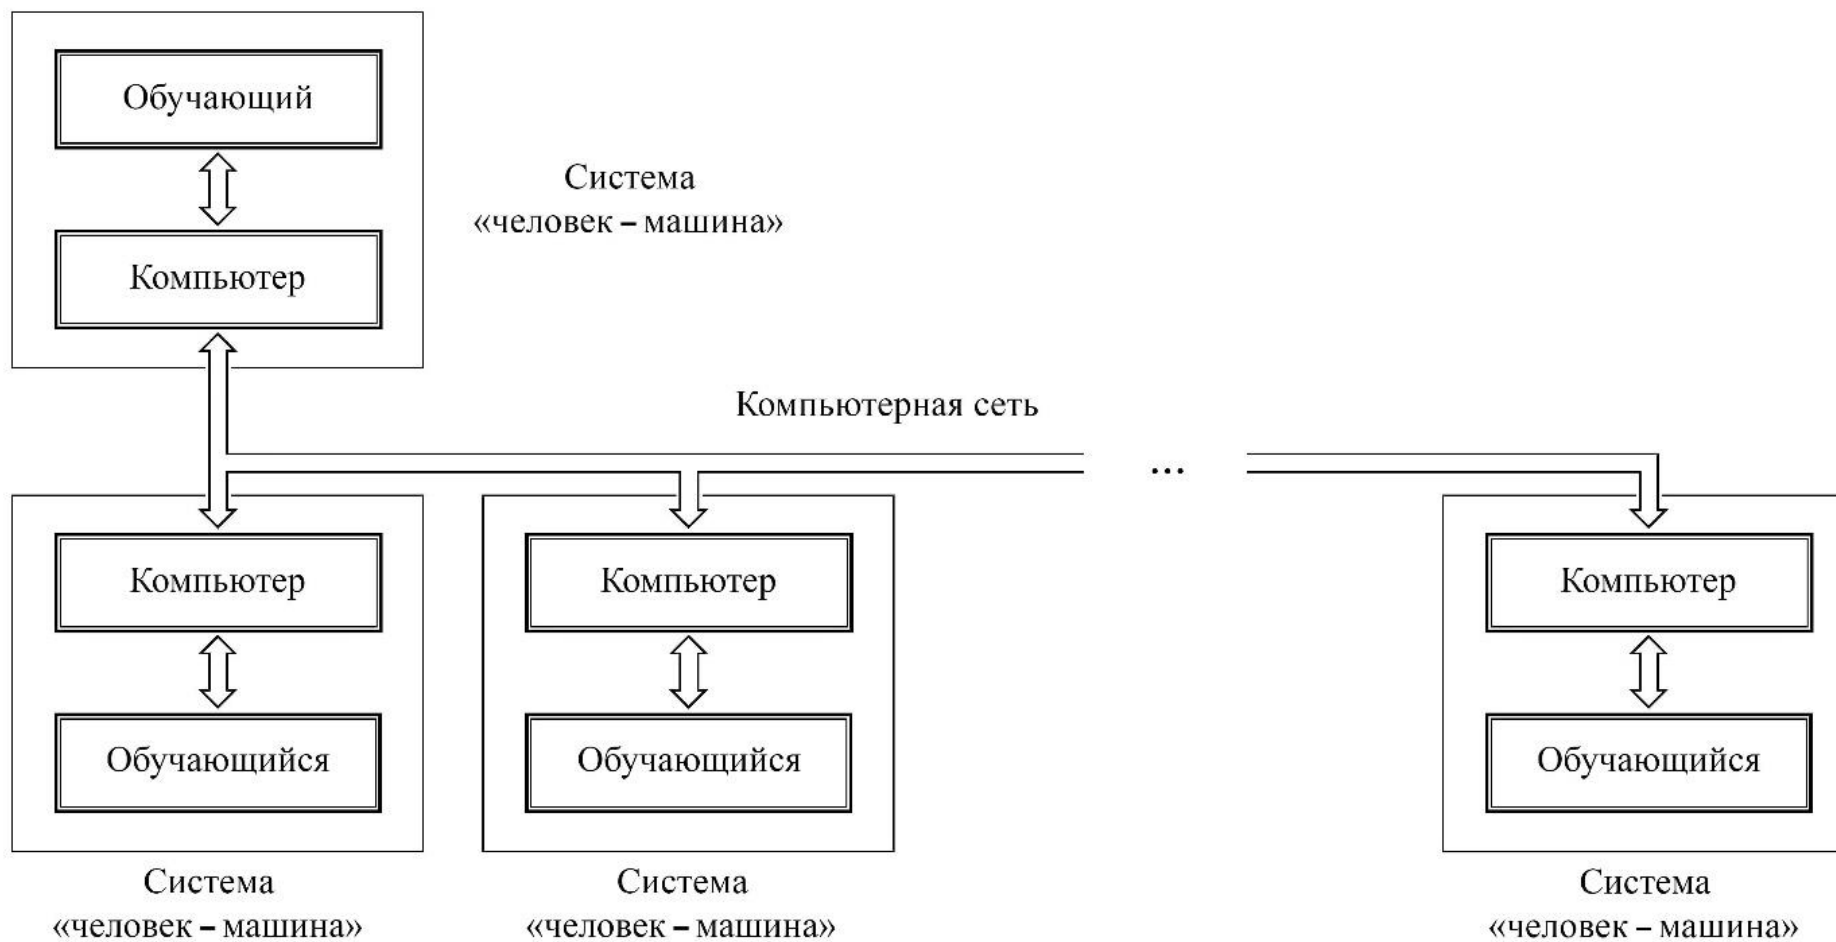 Обучающий
Система
«человек – машина»
Компьютер
Компьютерная сеть
...
Компьютер
Компьютер
Компьютер
Обучающийся
Обучающийся
Обучающийся
Система
«человек – машина»
Система
«человек – машина»
Система
«человек – машина»